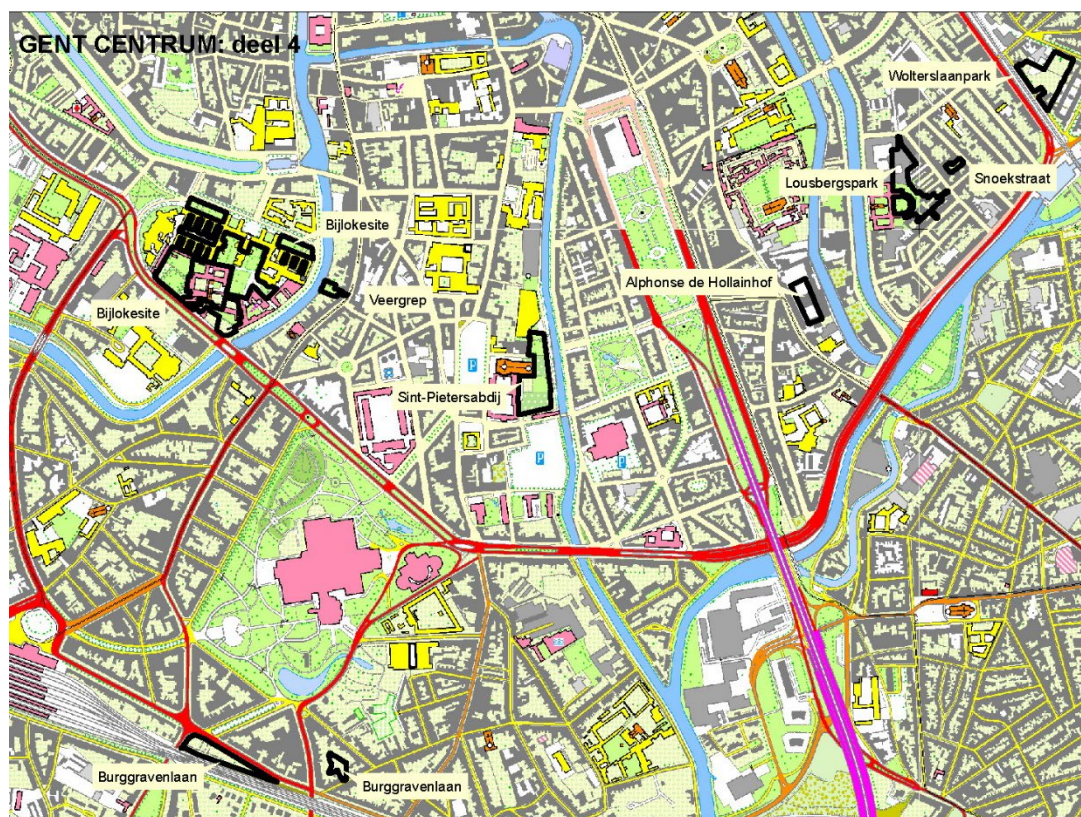 GENT CENTRUM: deel 4
Wolterslaanpark
Lousbergspark
Snoekstraat
Bijlokesite
Alphonse de Hollainhof
Veergrep
Bijlokesite
P
Sint-Pietersabdij
P
P
Burggravenlaan
Burggravenlaan